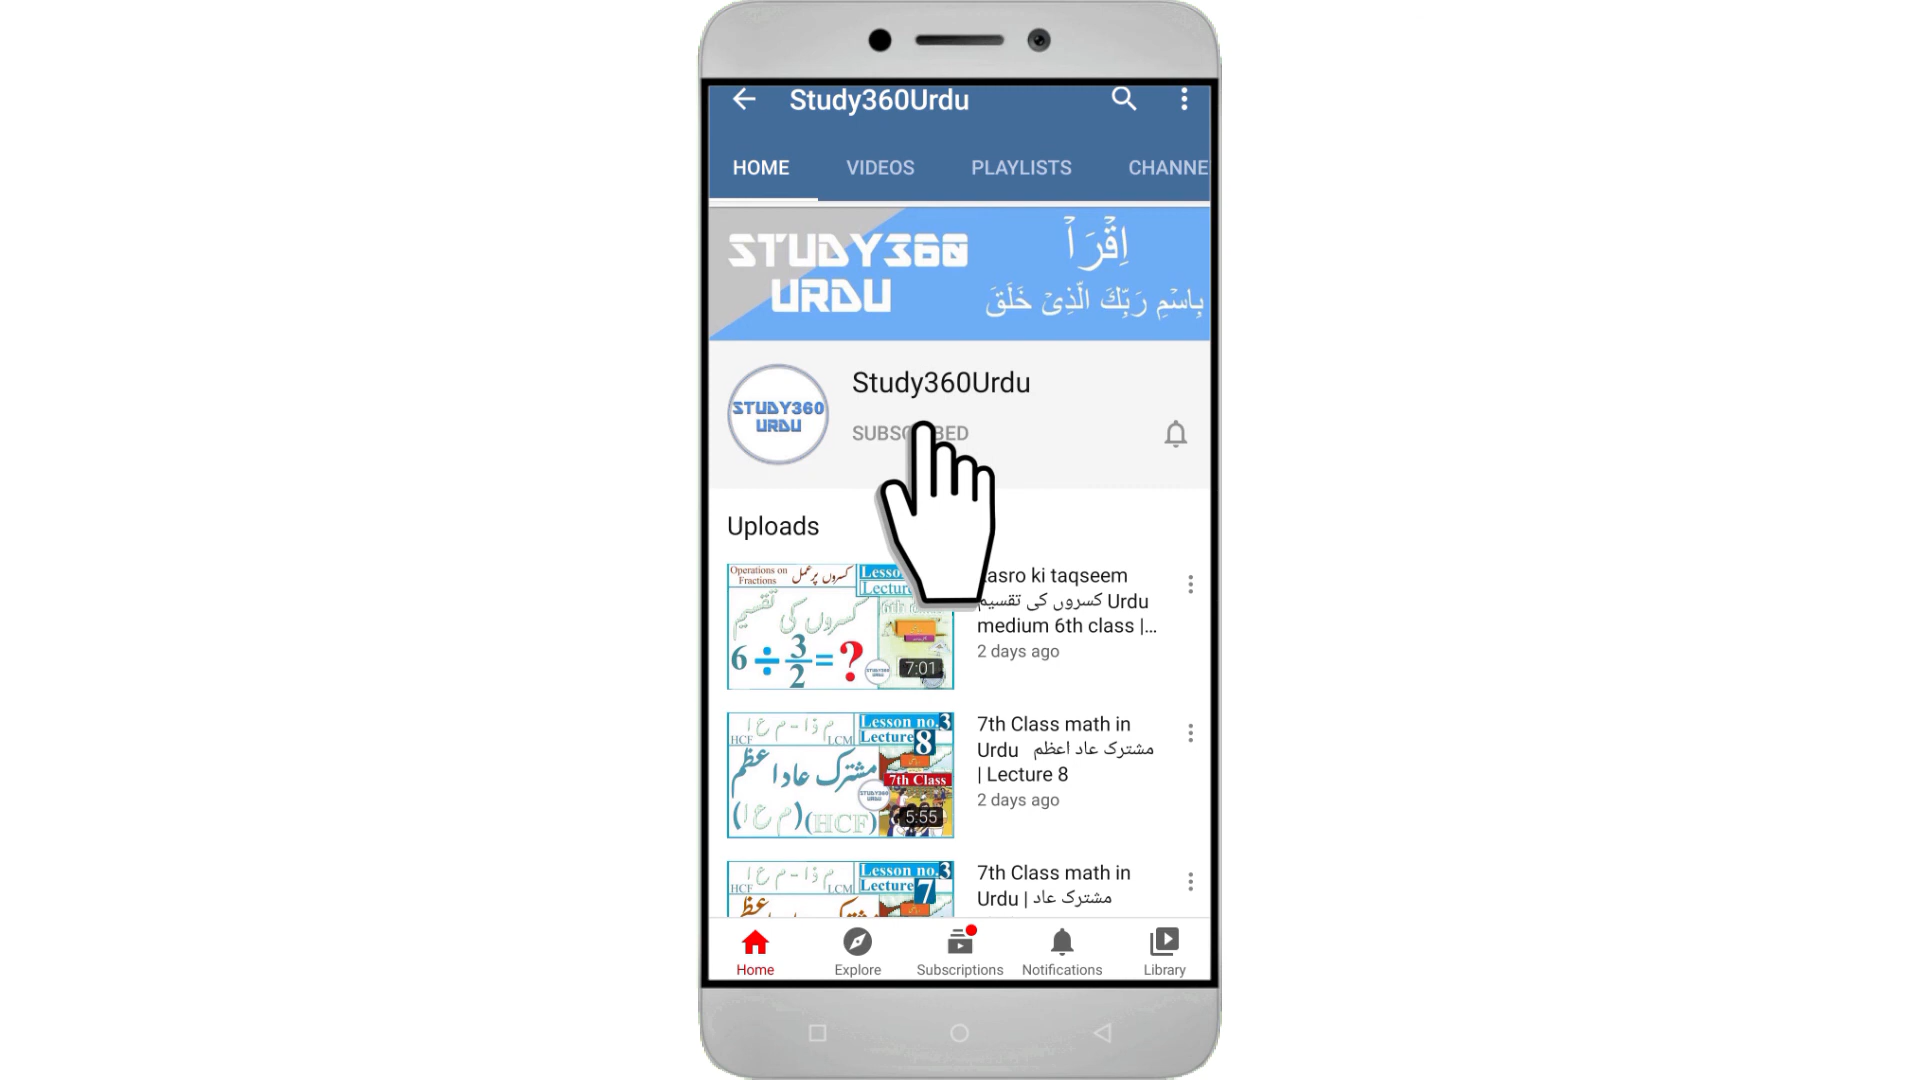 Study360Urdu
HOME VIDEOS PLAYLISTS CHANNE
STUDY360
URDU
اِقْرَاْ
بِاسْمِ رَبِّكَ الَّذِیْ خَلَقَ
STUDY360
URDU
Study360Urdu
Uploads
Operations on
Fractions
کسروں پر عمل
کسروں کی تقسیم
6 ÷ 3/2 = ?
7:01
ki taqseem
کسروں کی تقسیم Urdu
medium 6th class |...
2 days ago
HCF م ذ ا - م ع ا LCM
Lesson no.3
Lecture 8
مشترک عاد اعظم
7th Class
STUDY360
URDU
(م ع ا) (HCF)
5:55
7th Class math in
Urdu مشترک عاد اعظم
| Lecture 8
2 days ago
HCF م ذ ا - م ع ا LCM
Lesson no.3
Lecture 7
7th Class math in
Urdu | مشترک عاد
Home Explore Subscriptions Notifications Library